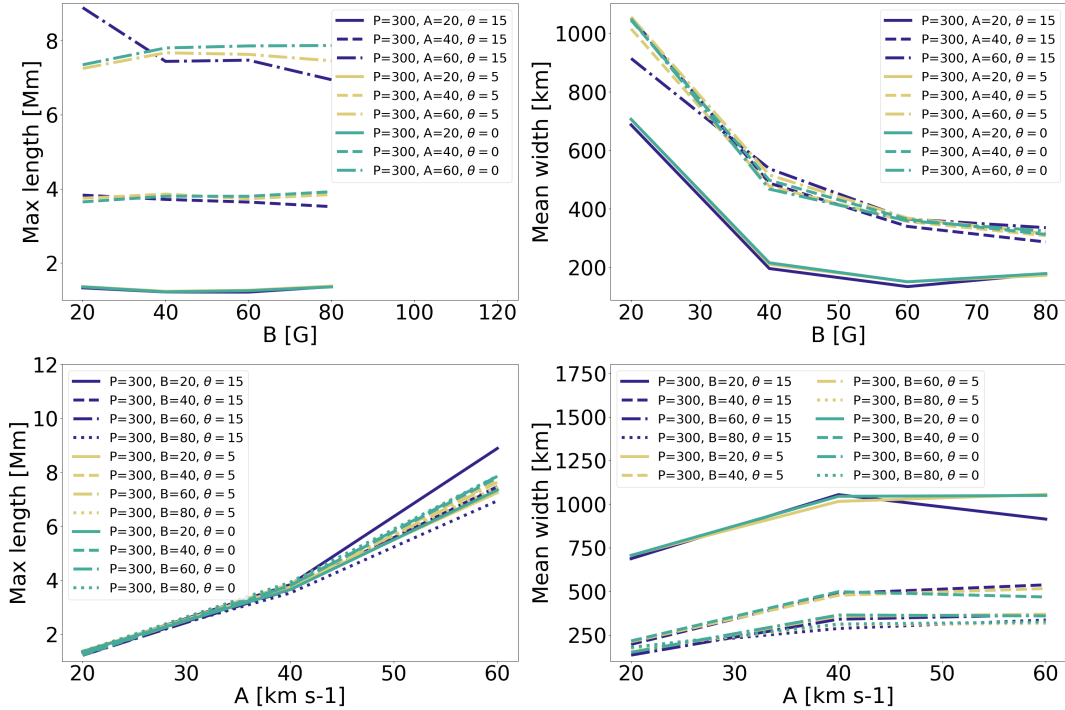 Max length [Mm]
8
6
4
2
20
40
60
80
100
120
B [G]
P=300, A=20, θ = 15
P=300, A=40, θ = 15
P=300, A=60, θ = 15
P=300, A=20, θ = 5
P=300, A=40, θ = 5
P=300, A=60, θ = 5
P=300, A=20, θ = 0
P=300, A=40, θ = 0
P=300, A=60, θ = 0
Mean width [km]
1000
800
600
400
200
20
30
40
50
60
70
80
B [G]
P=300, A=20, θ = 15
P=300, A=40, θ = 15
P=300, A=60, θ = 15
P=300, A=20, θ = 5
P=300, A=40, θ = 5
P=300, A=60, θ = 5
P=300, A=20, θ = 0
P=300, A=40, θ = 0
P=300, A=60, θ = 0
Max length [Mm]
12
10
8
6
4
2
20
30
40
50
60
A [km s-1]
P=300, B=20, θ = 15
P=300, B=40, θ = 15
P=300, B=60, θ = 15
P=300, B=80, θ = 15
P=300, B=20, θ = 5
P=300, B=40, θ = 5
P=300, B=60, θ = 5
P=300, B=80, θ = 5
P=300, B=20, θ = 0
P=300, B=40, θ = 0
P=300, B=60, θ = 0
P=300, B=80, θ = 0
Mean width [km]
1750
1500
1250
1000
750
500
250
20
30
40
50
60
A [km s-1]
P=300, B=20, θ = 15
P=300, B=40, θ = 15
P=300, B=60, θ = 15
P=300, B=80, θ = 15
P=300, B=20, θ = 5
P=300, B=40, θ = 5
P=300, B=60, θ = 5
P=300, B=80, θ = 5
P=300, B=20, θ = 0
P=300, B=40, θ = 0
P=300, B=60, θ = 0
P=300, B=80, θ = 0